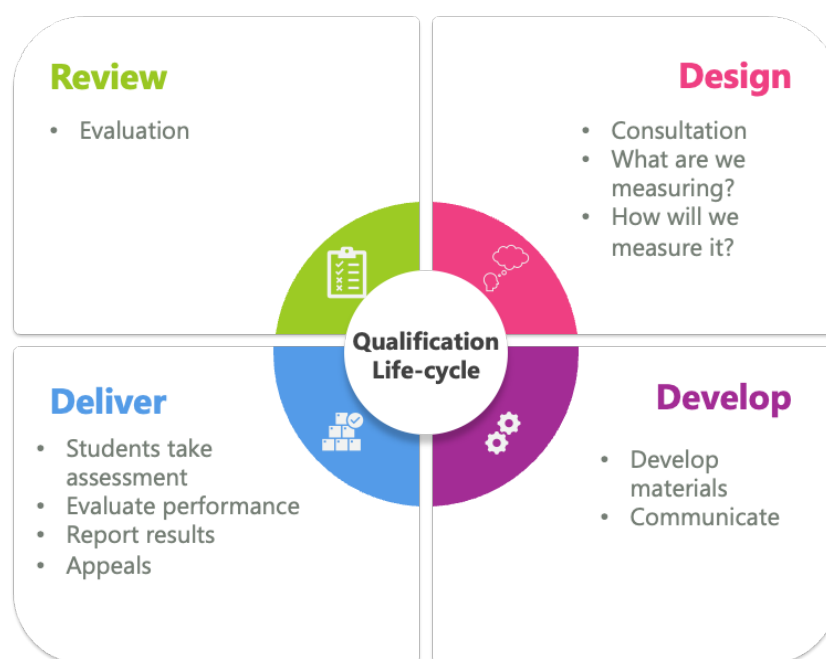 Review
• Evaluation
Design
• Consultation
• What are we
measuring?
• How will we
measure it?
Qualification
Life-cycle
Deliver
• Students take
assessment
• Evaluate performance
• Report results
• Appeals
Develop
• Develop
materials
• Communicate